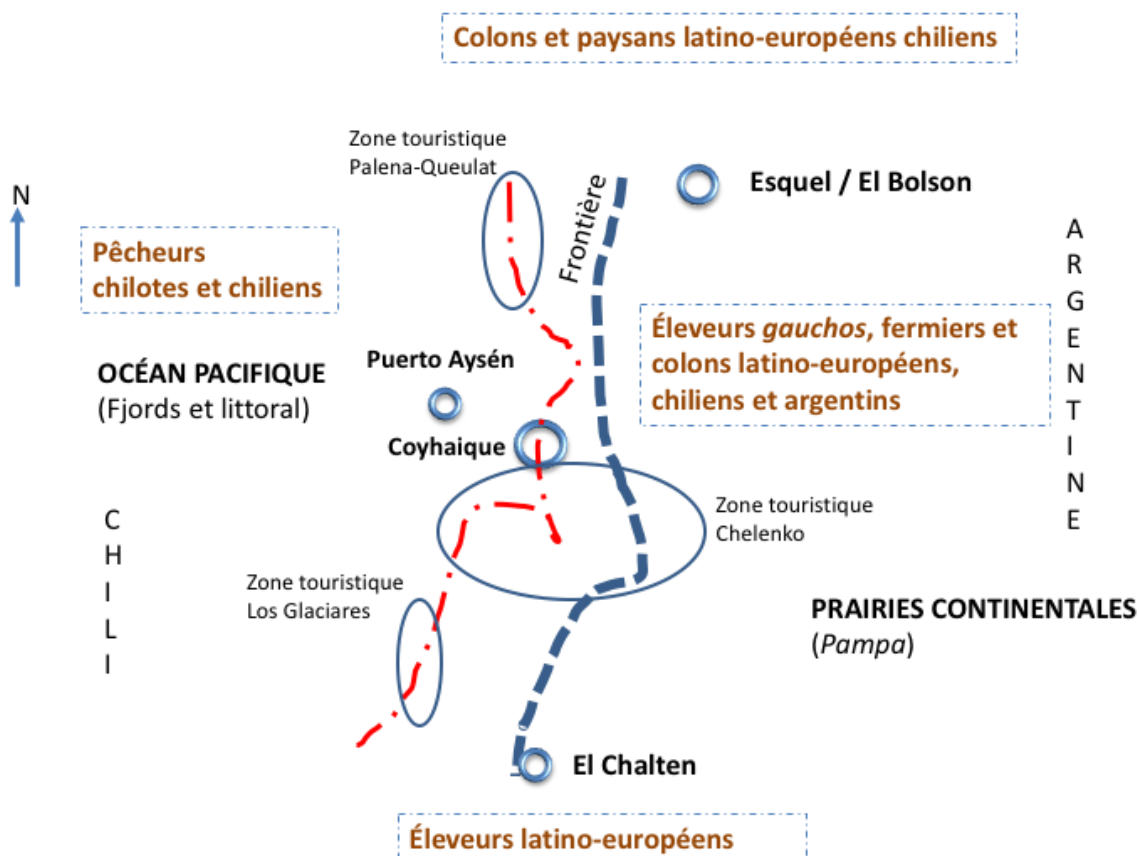 Colons et paysans latino-européens chiliens
Zone touristique
Palena-Queulat
N
Frontière
Esquel / El Bolson
ARGENTINE
Pêcheurs
chilotes et chiliens
Éleveurs gauchos, fermiers et
colons latino-européens,
chiliens et argentins
Puerto Aysén
OCÉAN PACIFIQUE
(Fjords et littoral)
Coyhaique
Zone touristique
Chelenko
CHILI
Zone touristique
Los Glaciares
PRAIRIES CONTINENTALES
(Pampa)
El Chalten
Éleveurs latino-européens